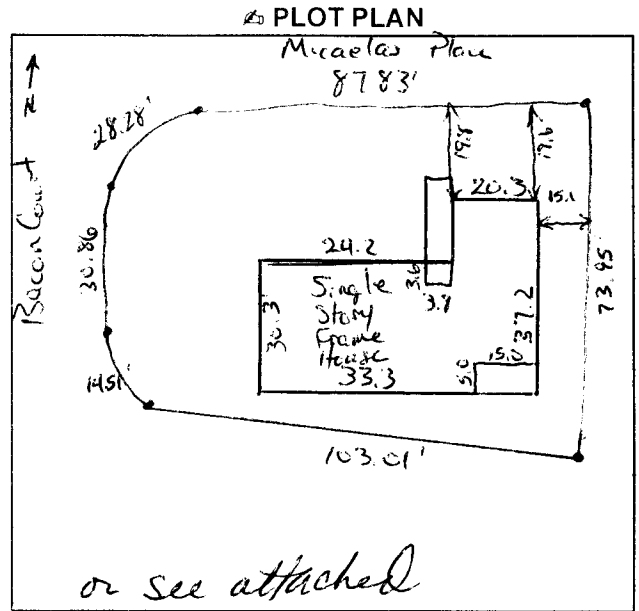 PLOT PLAN
Micaelas Place
87.83'
N
28.28'
Bacon Court
30.86
14.51'
19.8
19.6
20.3
15.1
24.2
3.6
3.9
Single
Story
Frame
House
30.3'
33.3
37.2
15.0
5.0
73.95
103.01'
or see attached